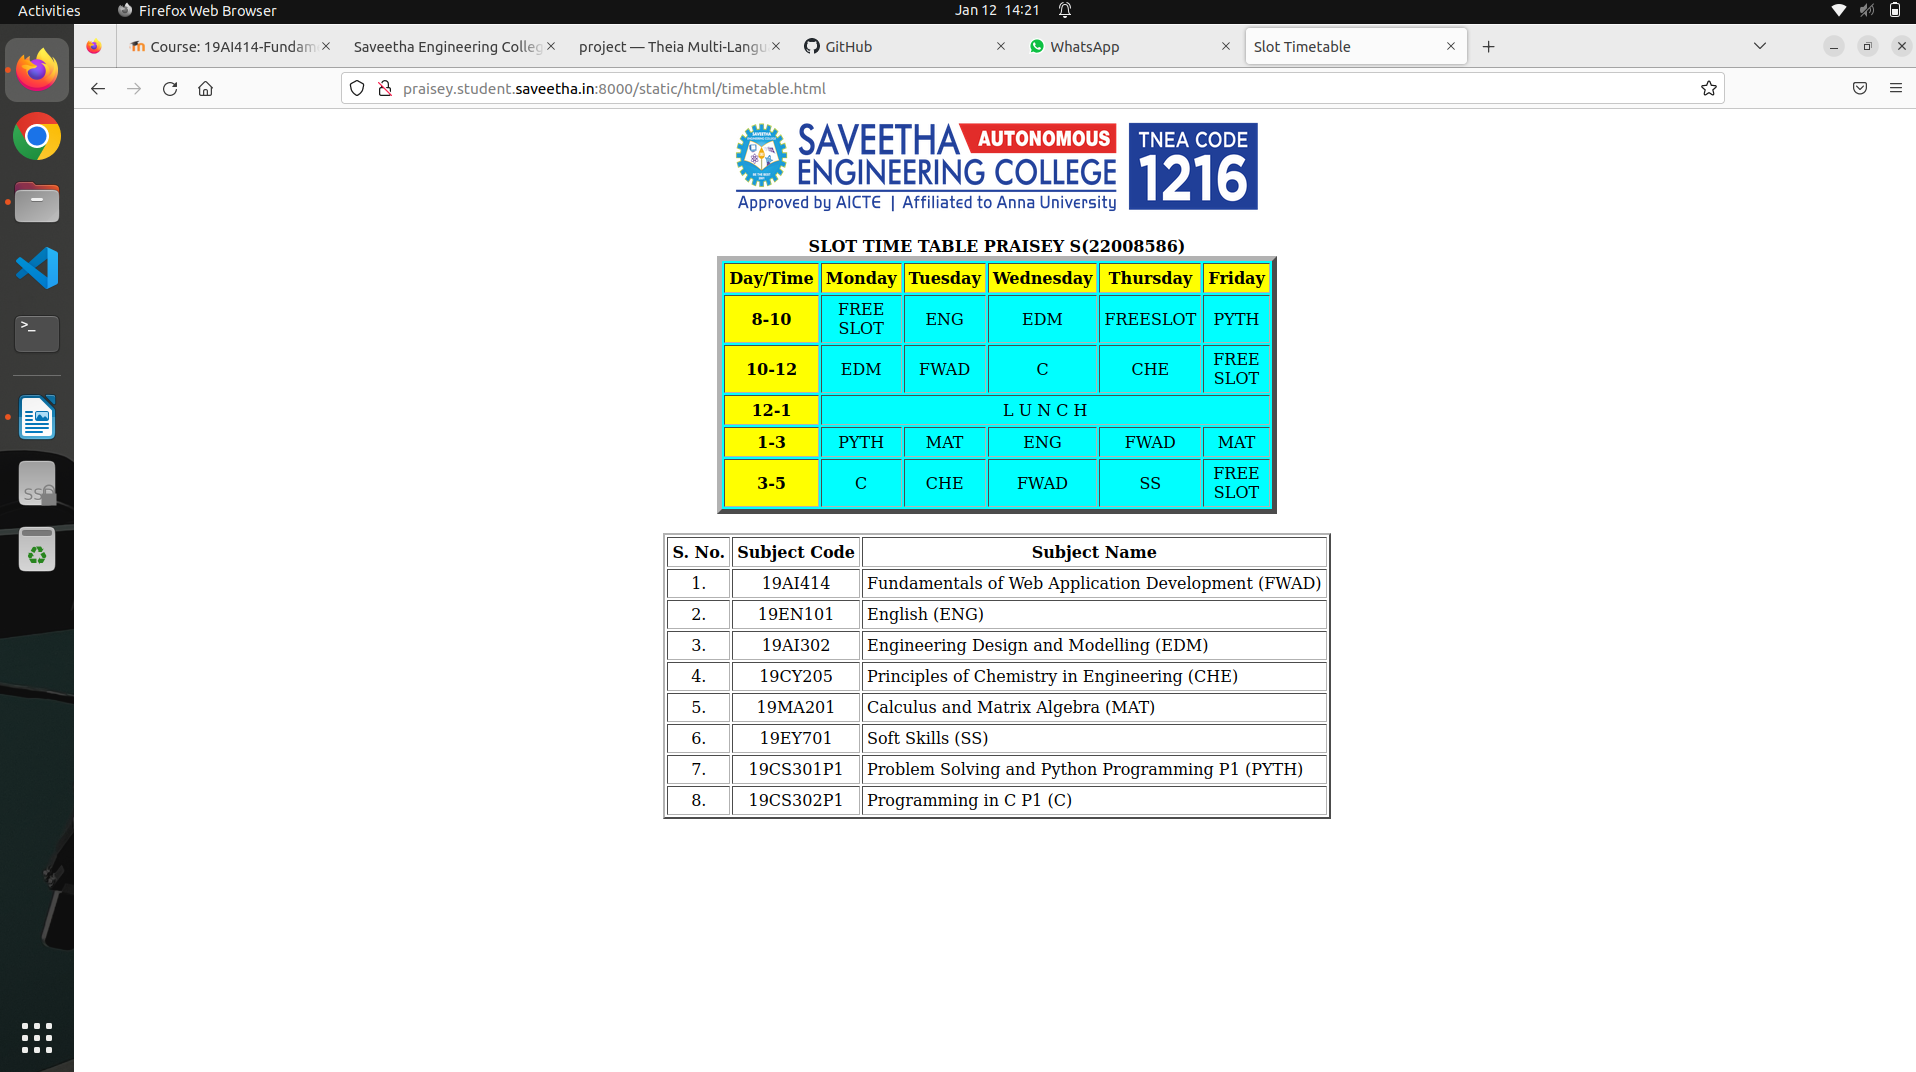 Activities Firefox Web Browser Jan 12 14:21
Course: 19AI414-Fundam Saveetha Engineering Colleg project — Theia Multi-Langu GitHub WhatsApp Slot Timetable
praisey.student.saveetha.in:8000/static/html/timetable.html
SAVEETHA AUTONOMOUS
ENGINEERING COLLEGE
Approved by AICTE | Affiliated to Anna University
TNEA CODE
1216
SLOT TIME TABLE PRAISEY S(22008586)
Day/Time Monday Tuesday Wednesday Thursday Friday
8-10 FREE SLOT ENG EDM FREESLOT PYTH
10-12 EDM FWAD C CHE FREE SLOT
12-1 L U N C H
1-3 PYTH MAT ENG FWAD MAT
3-5 C CHE FWAD SS FREE SLOT
S. No. Subject Code Subject Name
1. 19AI414 Fundamentals of Web Application Development (FWAD)
2. 19EN101 English (ENG)
3. 19AI302 Engineering Design and Modelling (EDM)
4. 19CY205 Principles of Chemistry in Engineering (CHE)
5. 19MA201 Calculus and Matrix Algebra (MAT)
6. 19EY701 Soft Skills (SS)
7. 19CS301P1 Problem Solving and Python Programming P1 (PYTH)
8. 19CS302P1 Programming in C P1 (C)